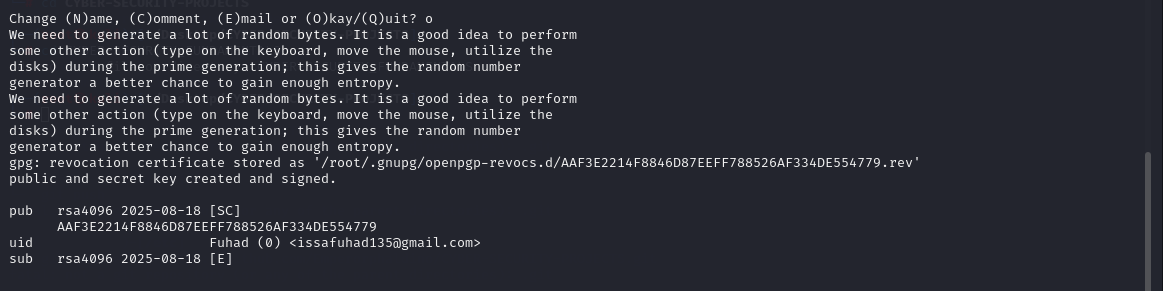 Change (N)ame, (C)omment, (E)mail or (O)kay/(Q)uit? o
We need to generate a lot of random bytes. It is a good idea to perform
some other action (type on the keyboard, move the mouse, utilize the
disks) during the prime generation; this gives the random number
generator a better chance to gain enough entropy.
We need to generate a lot of random bytes. It is a good idea to perform
some other action (type on the keyboard, move the mouse, utilize the
disks) during the prime generation; this gives the random number
generator a better chance to gain enough entropy.
gpg: revocation certificate stored as '/root/.gnupg/openpgp-revocs.d/AAF3E2214F8846D87EEFF788526AF334DE554779.rev'
public and secret key created and signed.

pub   rsa4096 2025-08-18 [SC]
      AAF3E2214F8846D87EEFF788526AF334DE554779
uid                      Fuhad (0) <issafuhad135@gmail.com>
sub   rsa4096 2025-08-18 [E]